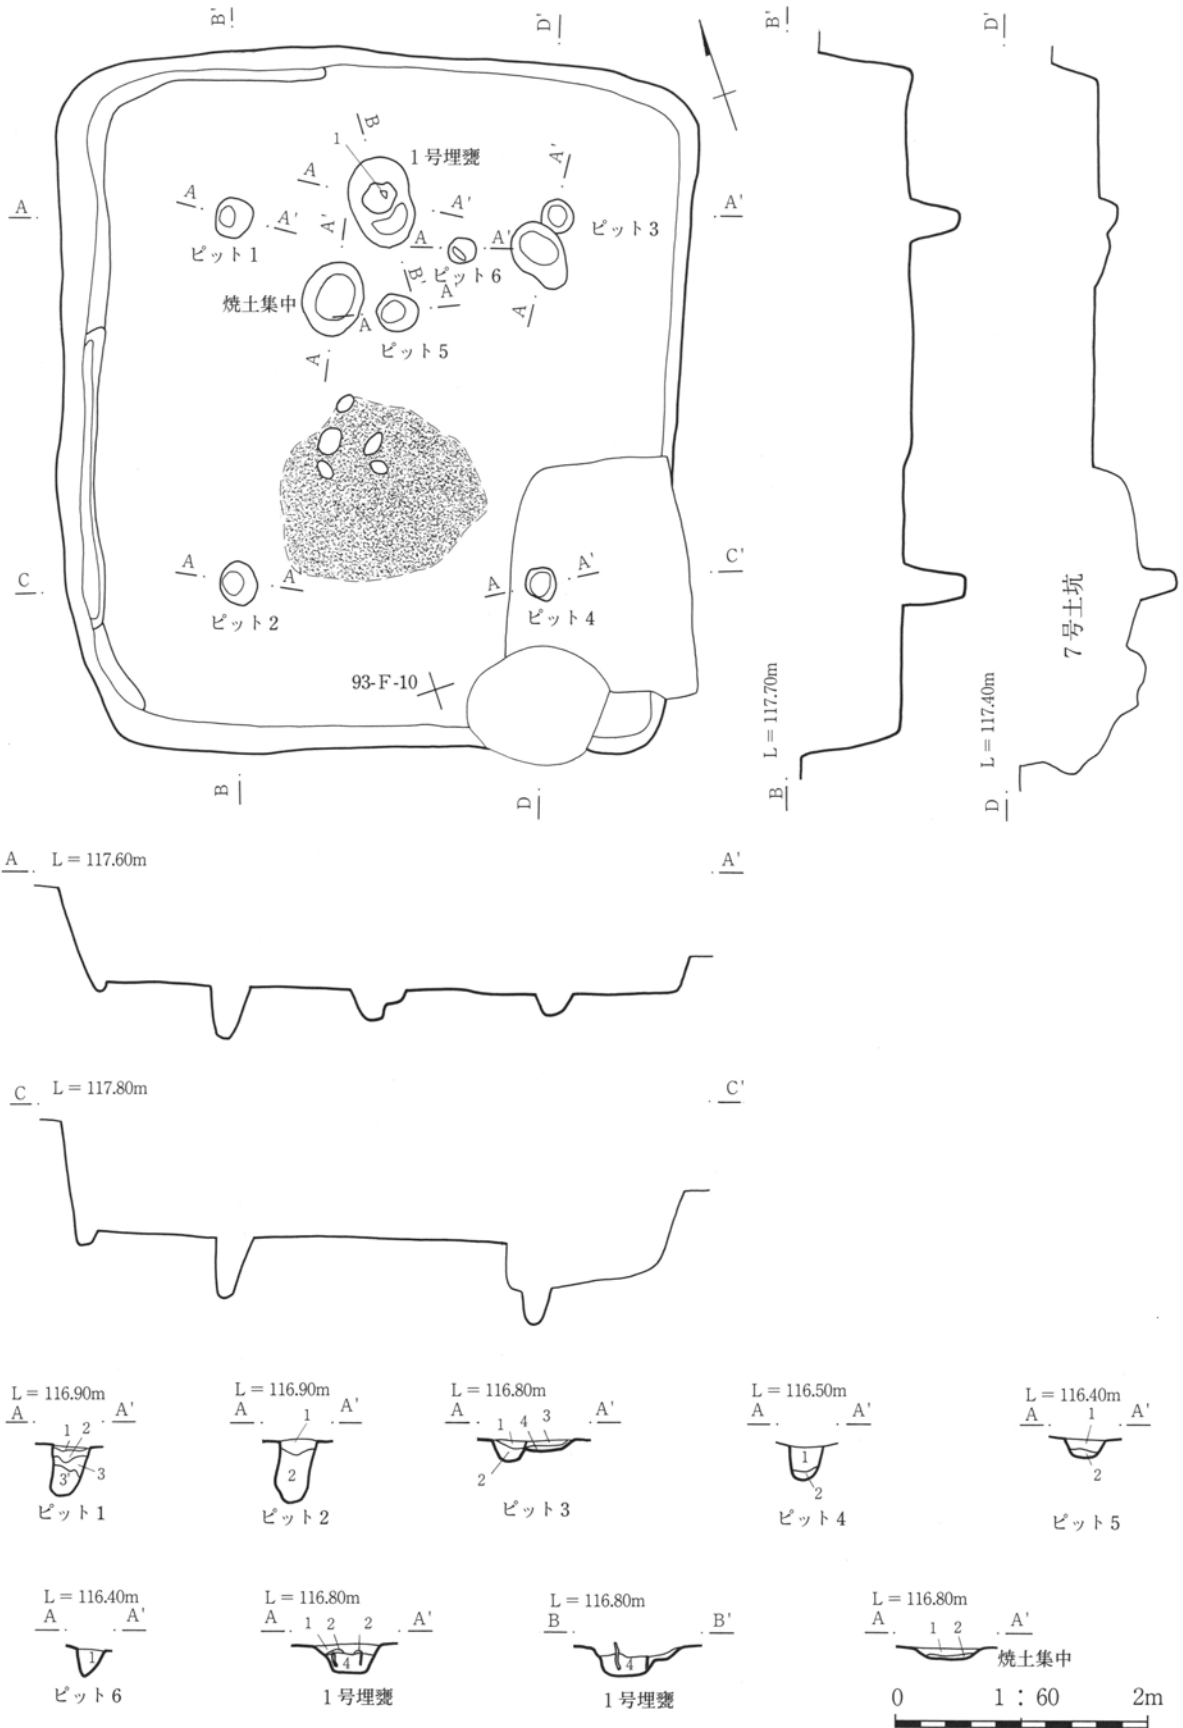 B' D' B' D'
B
1 1号埋甕
A A'
A A A' A' ピット3 A'
A' A' A A'
ピット1 B' ピット6
焼土集中 A' A
A ピット5
A
C A A' A A' C'
ピット2 ピット4
7号土坑
93-F-10
L=117.70m L=117.40m
B D B D
A L=117.60m A'
C L=117.80m C'
L=116.90m L=116.90m L=116.80m L=116.50m L=116.40m
A A' A A' A A' A A' A A'
1 2 3 3' 1 2 1 4 3 2 1 2 1 2
ピット1 ピット2 ピット3 ピット4 ピット5
L=116.40m L=116.80m L=116.80m L=116.80m
A A' A A' B B' A A'
1 1 2 2 4 4 1 2
焼土集中
ピット6 1号埋甕 1号埋甕
0 1:60 2m